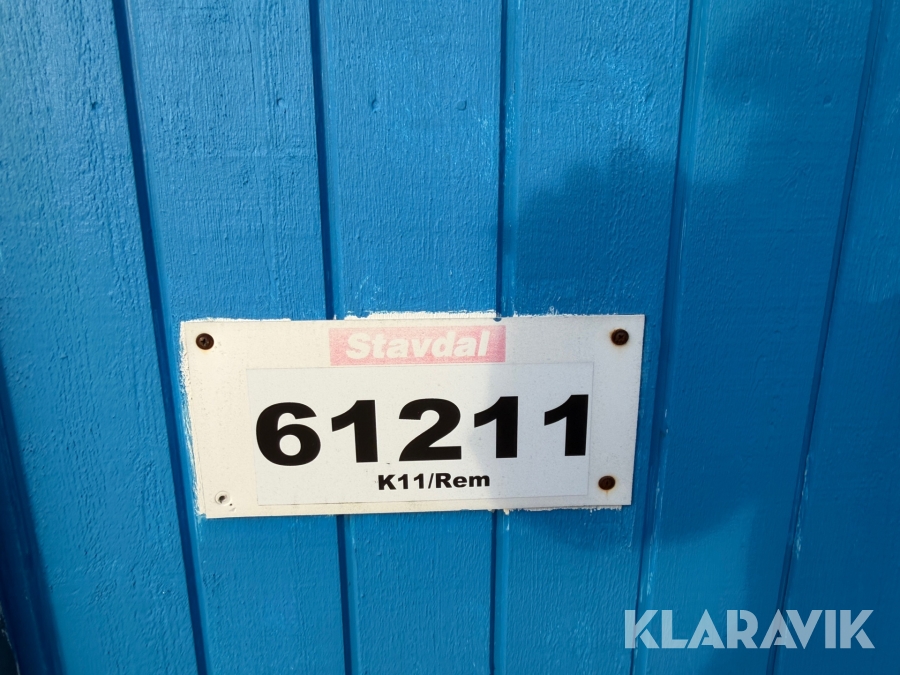 Stavdal
61211
K11/Rem
KLARAVIK